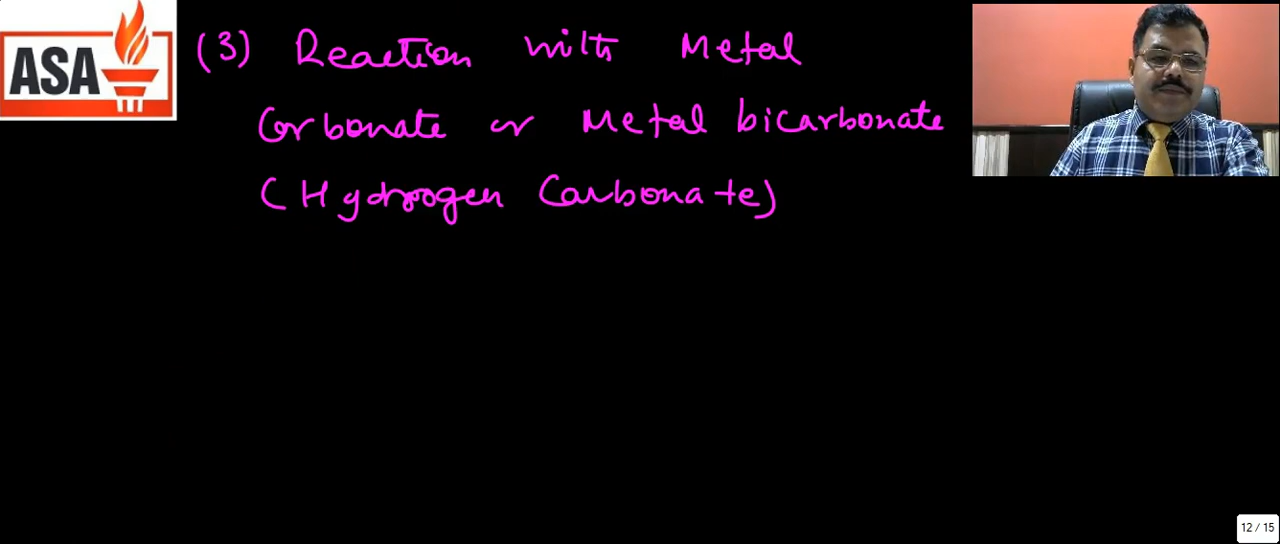 ASA
(3) Reaction with Metal
Carbonate or Metal bicarbonate
(Hydrogen Carbonate)
12 / 15